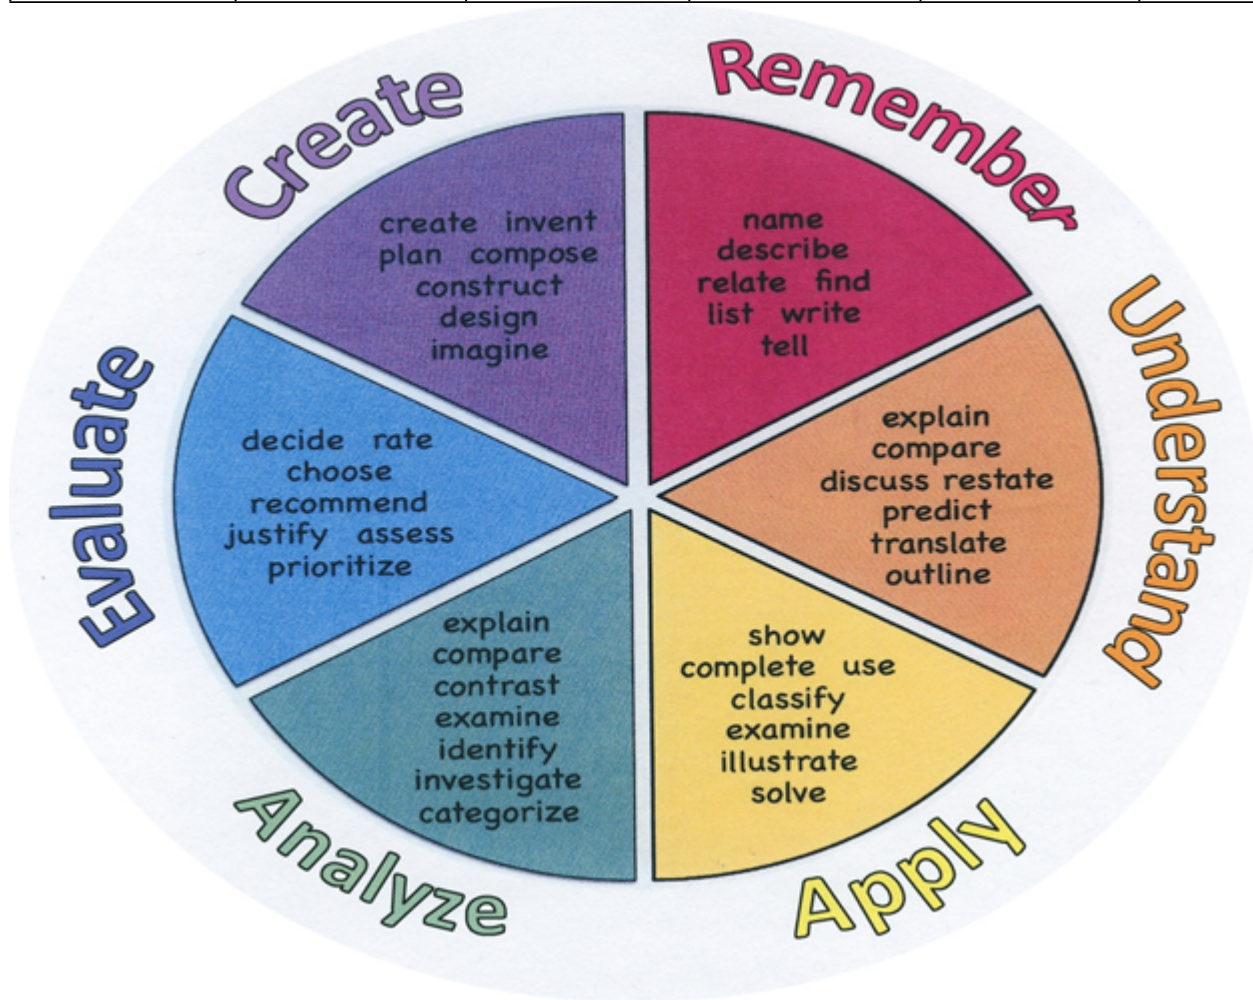 Remember
name
describe
relate find
list write
tell
Understand
explain
compare
discuss restate
predict
translate
outline
Apply
show
complete use
classify
examine
illustrate
solve
Analyze
explain
compare
contrast
examine
identify
investigate
categorize
Evaluate
decide rate
choose
recommend
justify assess
prioritize
Create
create invent
plan compose
construct
design
imagine